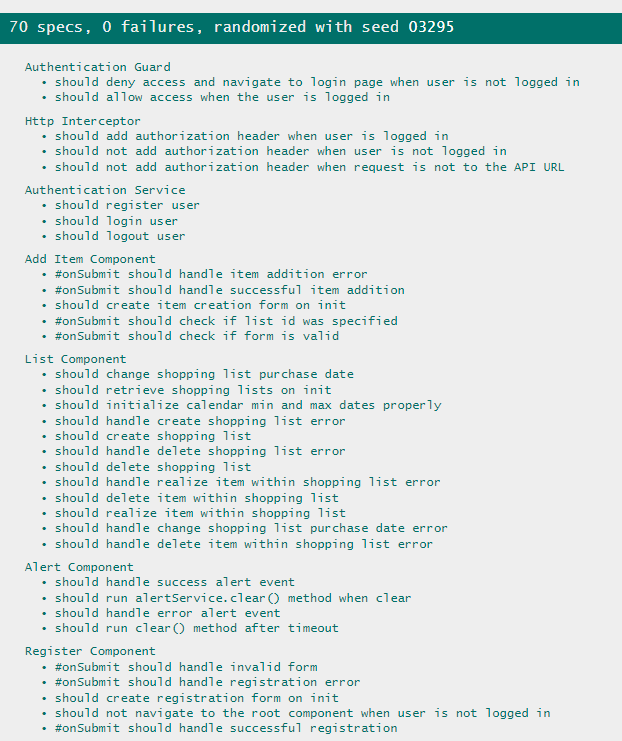 70 specs, 0 failures, randomized with seed 03295
Authentication Guard
• should deny access and navigate to login page when user is not logged in
• should allow access when the user is logged in
Http Interceptor
• should add authorization header when user is logged in
• should not add authorization header when user is not logged in
• should not add authorization header when request is not to the API URL
Authentication Service
• should register user
• should login user
• should logout user
Add Item Component
• #onSubmit should handle item addition error
• #onSubmit should handle successful item addition
• should create item creation form on init
• #onSubmit should check if list id was specified
• #onSubmit should check if form is valid
List Component
• should change shopping list purchase date
• should retrieve shopping lists on init
• should initialize calendar min and max dates properly
• should handle create shopping list error
• should create shopping list
• should handle delete shopping list error
• should delete shopping list
• should handle realize item within shopping list error
• should delete item within shopping list
• should realize item within shopping list
• should handle change shopping list purchase date error
• should handle delete item within shopping list error
Alert Component
• should handle success alert event
• should run alertService.clear() method when clear
• should handle error alert event
• should run clear() method after timeout
Register Component
• #onSubmit should handle invalid form
• #onSubmit should handle registration error
• should create registration form on init
• should not navigate to the root component when user is not logged in
• #onSubmit should handle successful registration